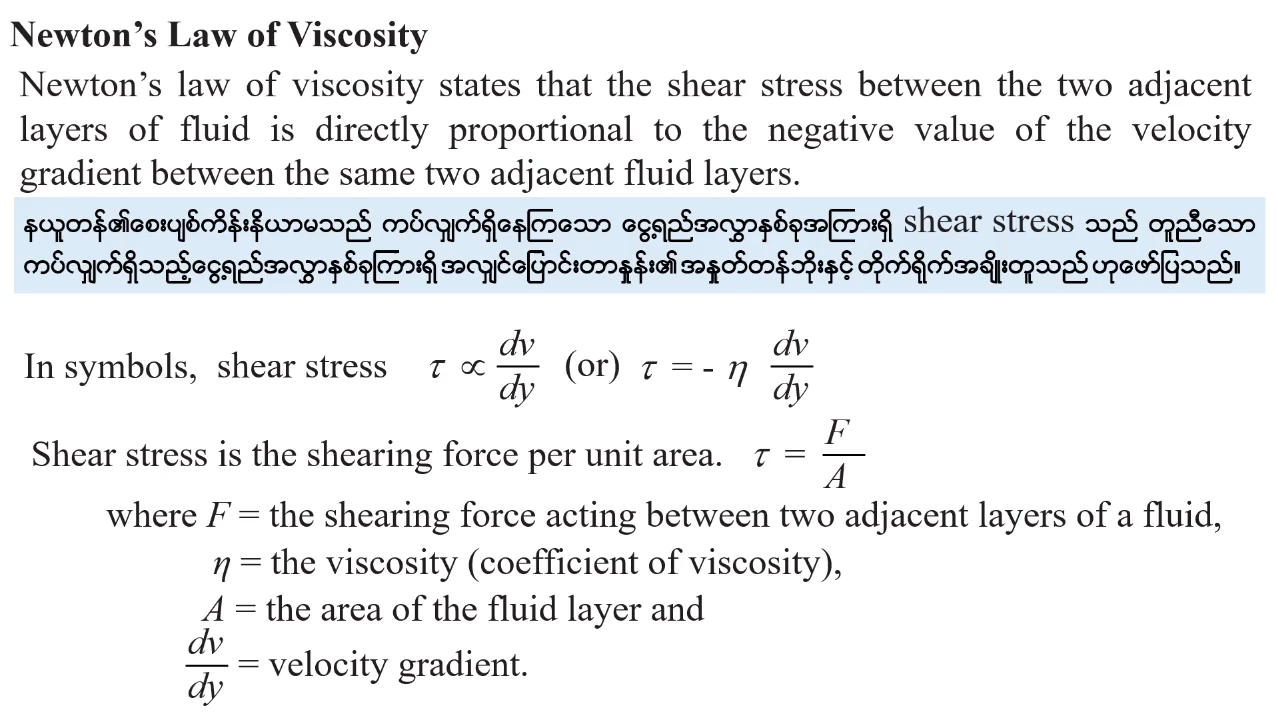 Newton’s Law of Viscosity
Newton’s law of viscosity states that the shear stress between the two adjacent
layers of fluid is directly proportional to the negative value of the velocity
gradient between the same two adjacent fluid layers.
နယူတန်၏စေးပျစ်ကိန်းနိယာမသည် ကပ်လျှက်ရှိနေကြသော ငွေ့ရည်အလွှာနှစ်ခုအကြားရှိ shear stress သည် တူညီသော
ကပ်လျှက်ရှိသည့်ငွေ့ရည်အလွှာနှစ်ခုကြားရှိ အလျှင်ပြောင်းတာနှုန်း၏ အနှုတ်တန်ဘိုးနှင့် တိုက်ရိုက်အချိုးတူသည် ဟုဖော်ပြသည်။
In symbols, shear stress τ ∝ dv/dy (or) τ = - η dv/dy
Shear stress is the shearing force per unit area. τ = F/A
where F = the shearing force acting between two adjacent layers of a fluid,
η = the viscosity (coefficient of viscosity),
A = the area of the fluid layer and
dv/dy = velocity gradient.